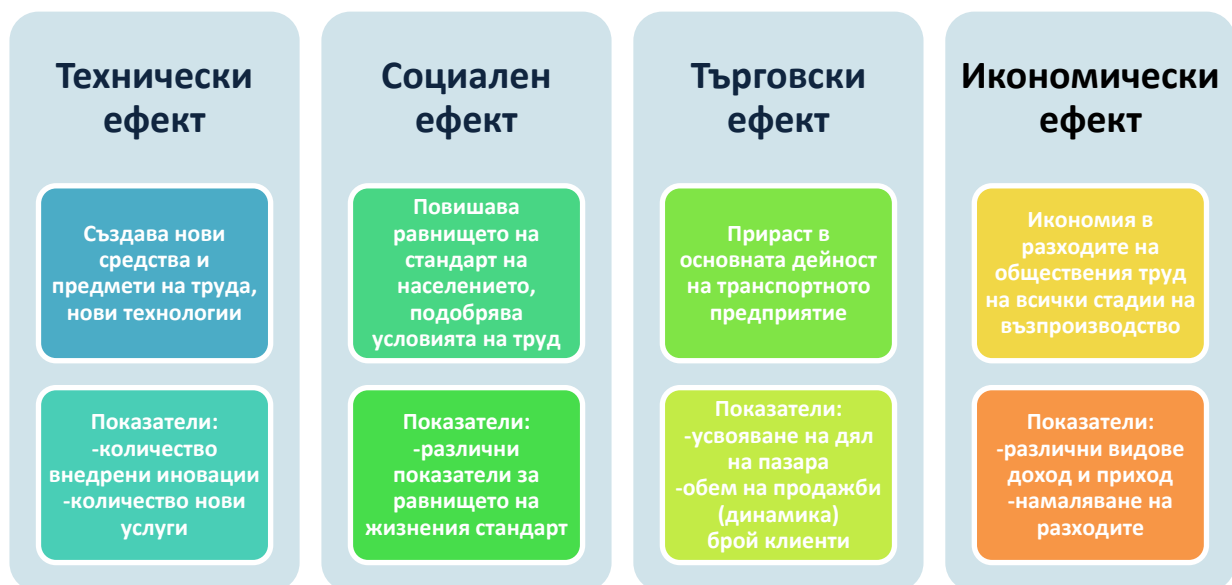 Технически
ефект
Създава нови
средства и
предмети на труда,
нови технологии
Показатели:
-количество
внедрени иновации
-количество нови
услуги
Социален
ефект
Повишава
равнището на
стандарт на
населението,
подобрява
условията на труд
Показатели:
-различни
показатели за
равнището на
жизнения стандарт
Търговски
ефект
Прираст в
основната дейност
на транспортното
предприятие
Показатели:
-усвояване на дял
на пазара
-обем на продажби
(динамика)
брой клиенти
Икономически
ефект
Икономия в
разходите на
обществения труд
на всички стадии на
възпроизводство
Показатели:
-различни видове
доход и приход
-намаляване на
разходите